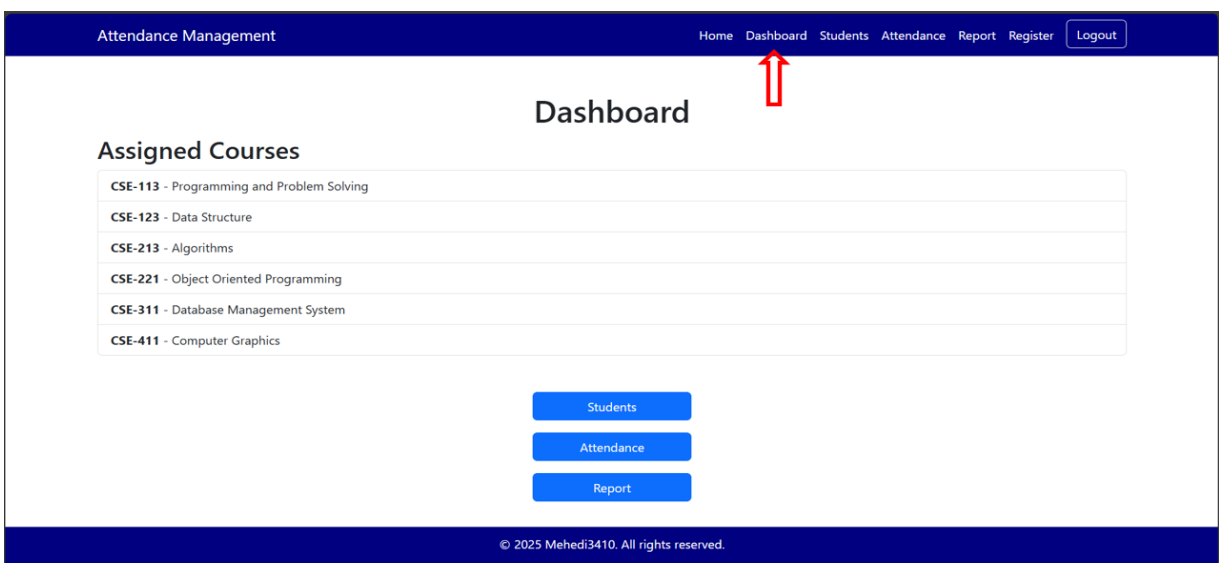 Attendance Management Home Dashboard Students Attendance Report Register Logout
Dashboard
Assigned Courses
CSE-113 - Programming and Problem Solving
CSE-123 - Data Structure
CSE-213 - Algorithms
CSE-221 - Object Oriented Programming
CSE-311 - Database Management System
CSE-411 - Computer Graphics
Students
Attendance
Report
© 2025 Mehedi3410. All rights reserved.